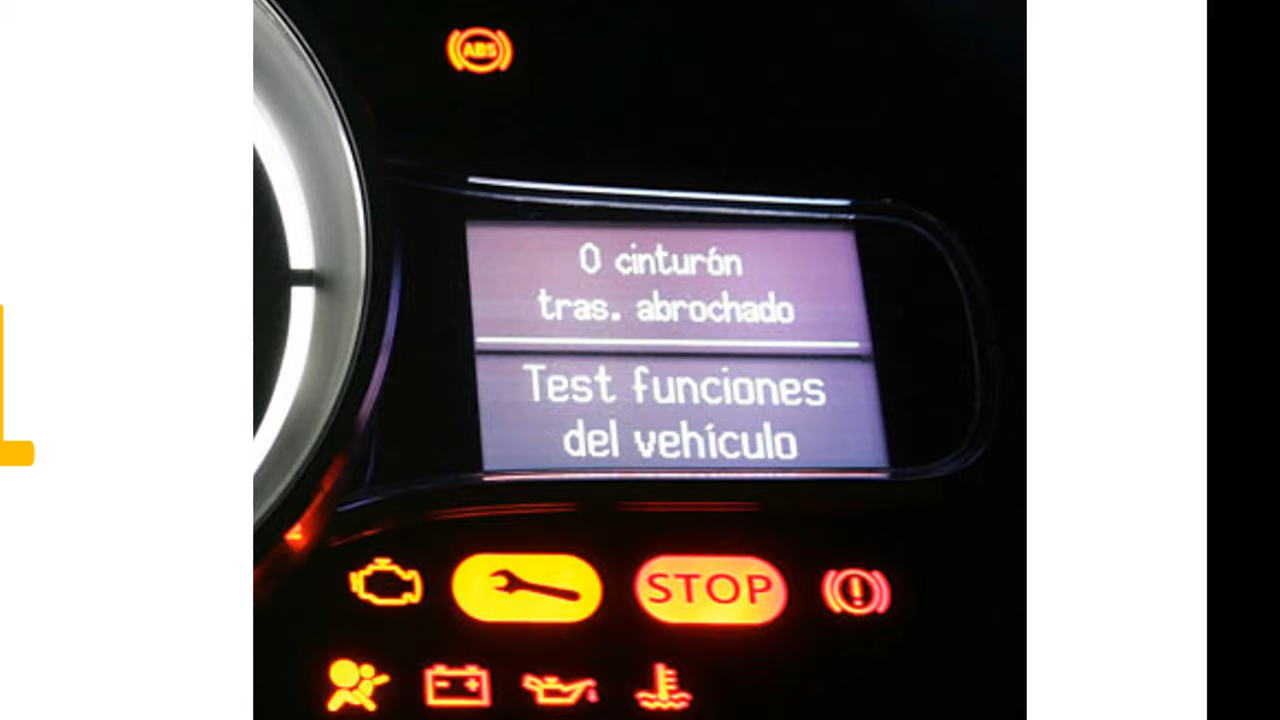 ABS
0 cinturón
tras. abrochado
Test funciones
del vehículo
STOP